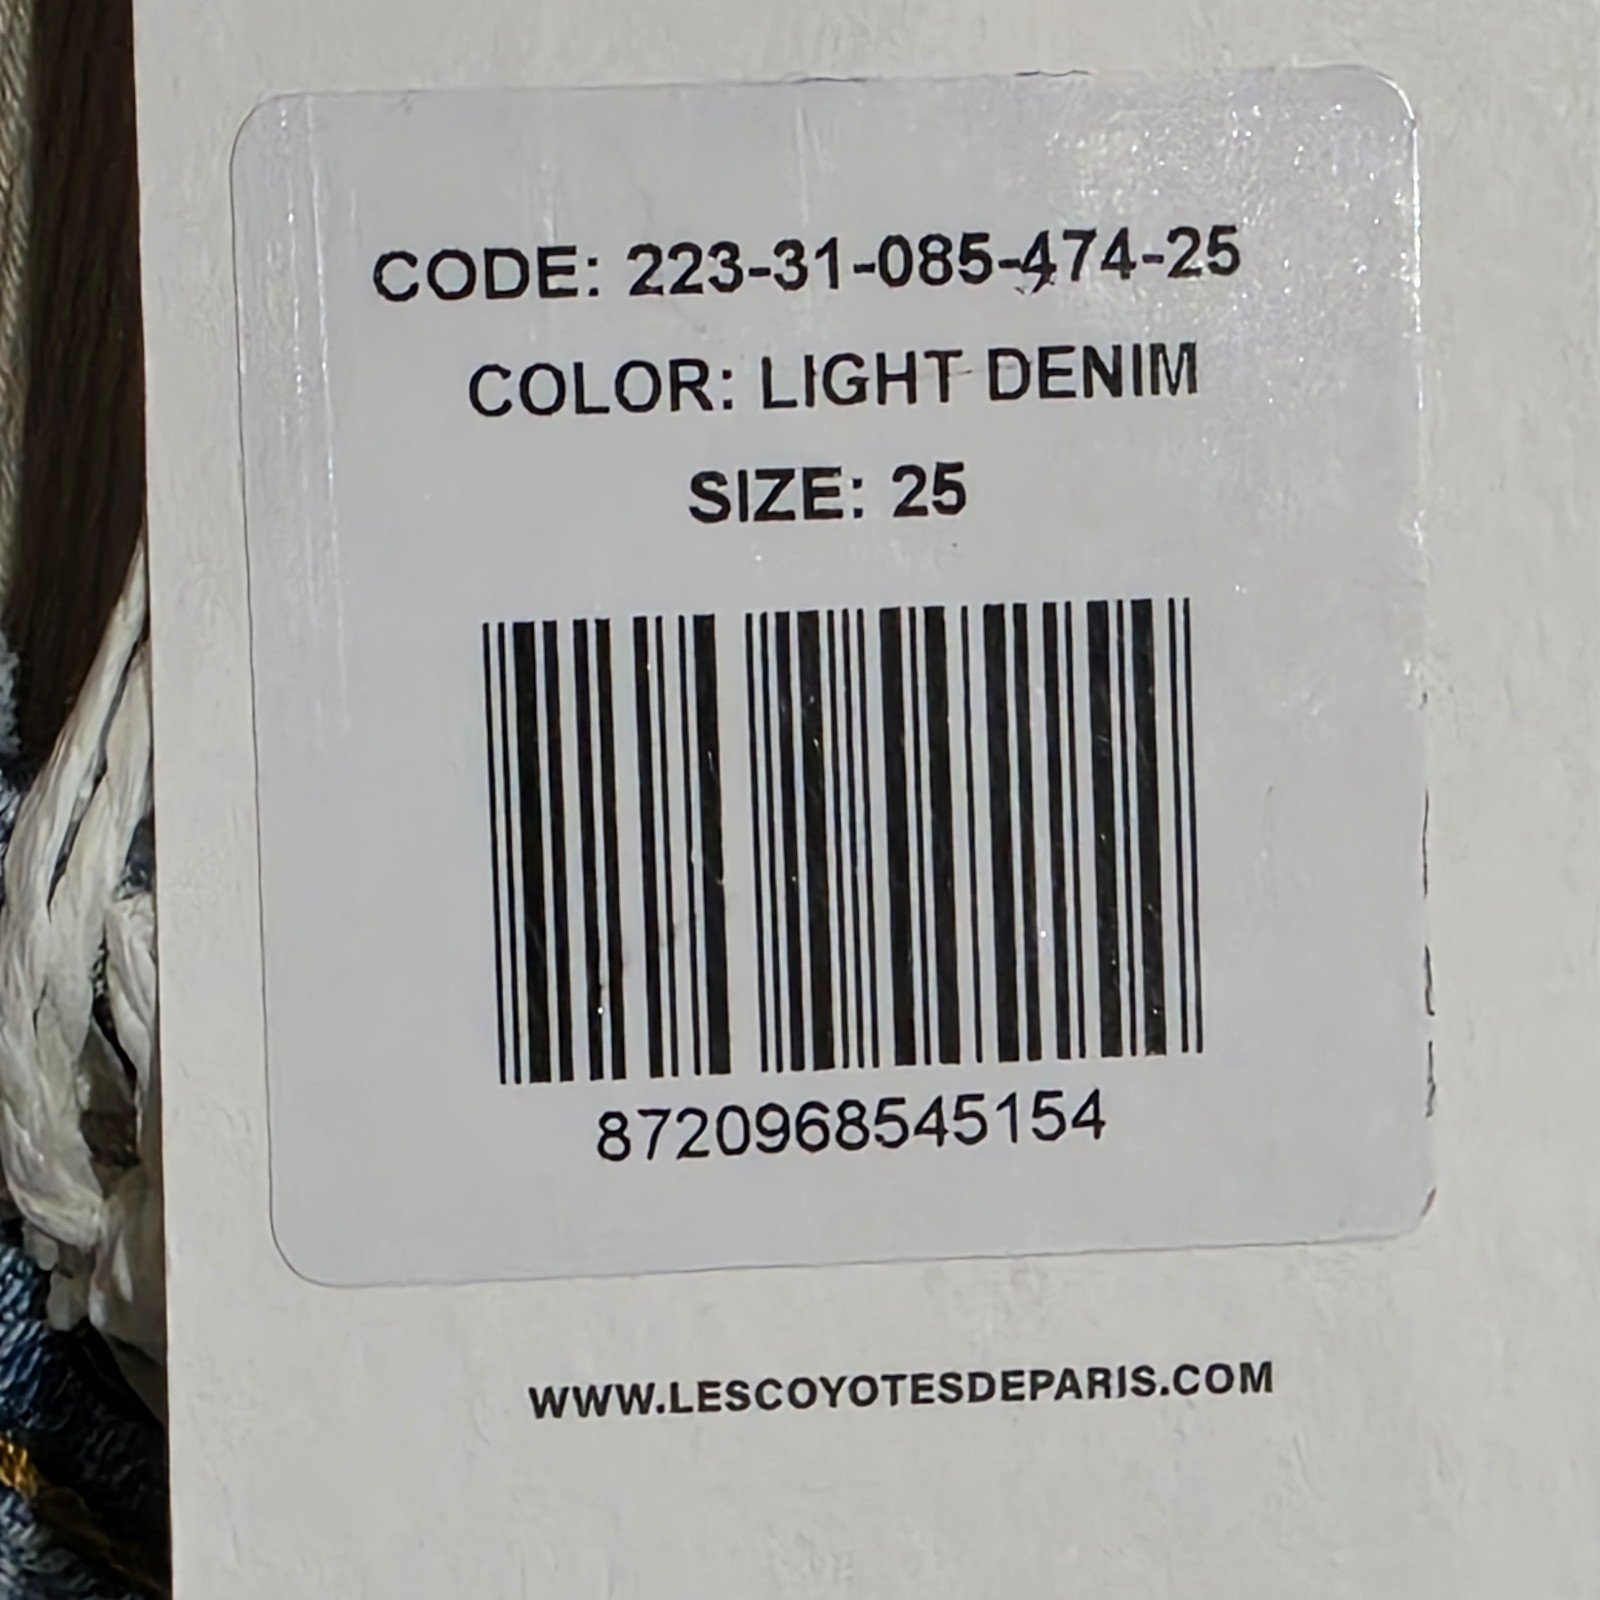 CODE: 223-31-085-474-25
COLOR: LIGHT DENIM
SIZE: 25
8720968545154
WWW.LESCOYOTESDEPARIS.COM